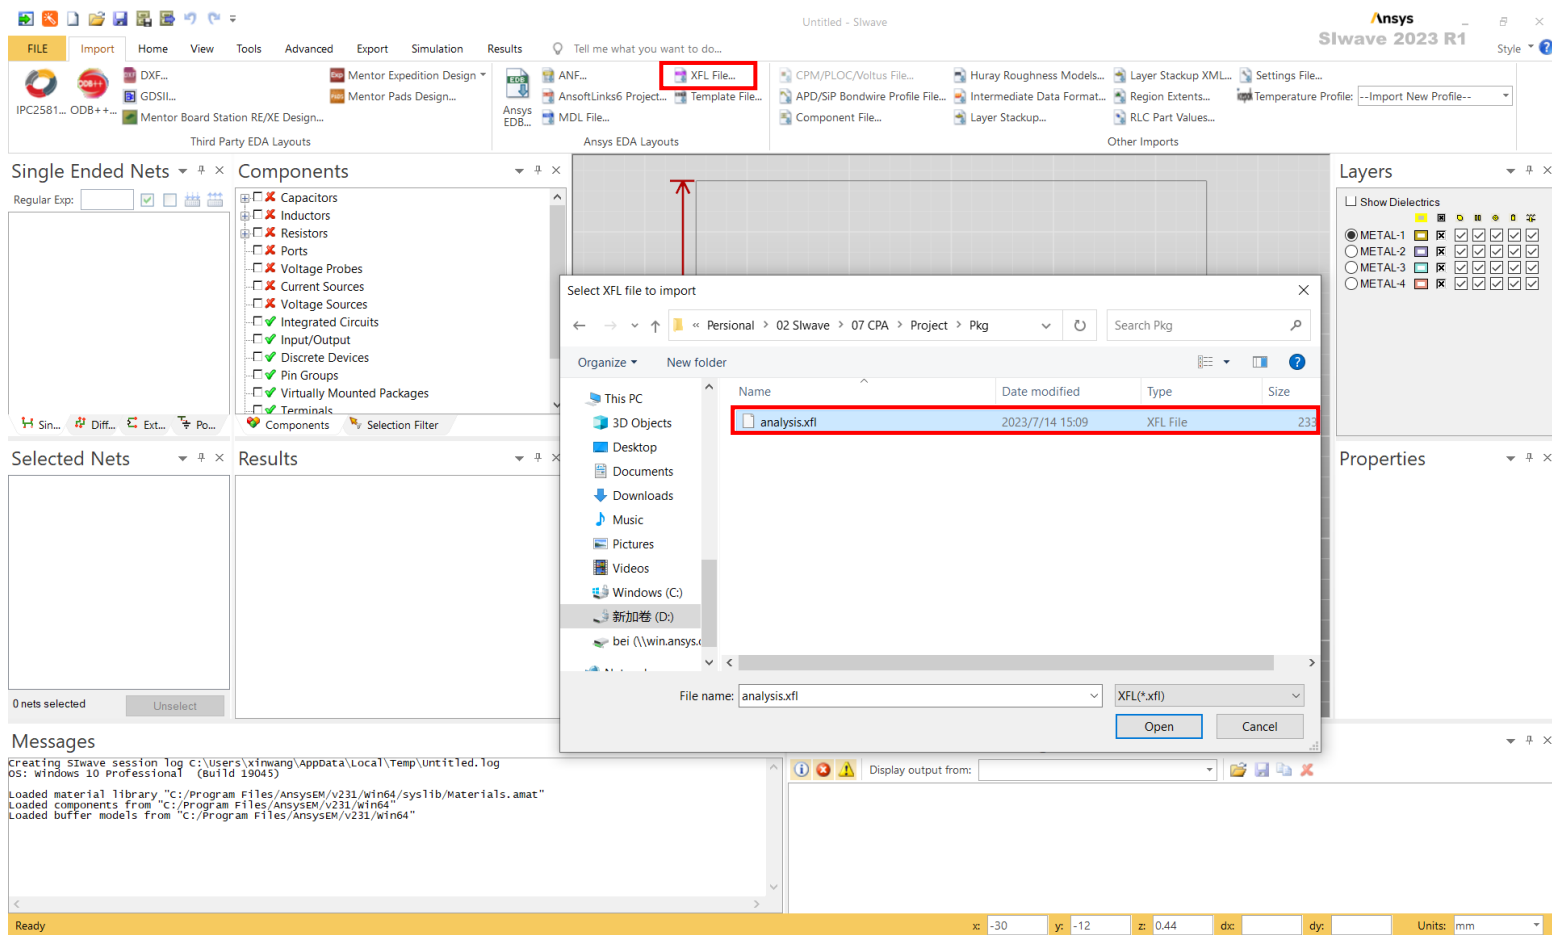 Untitled - SIwave
Ansys
SIwave 2023 R1
FILE Import Home View Tools Advanced Export Simulation Results Tell me what you want to do... Style
IPC2581... ODB++...
DXF...
GDSII...
Mentor Board Station RE/XE Design...
Mentor Expedition Design
Mentor Pads Design...
Third Party EDA Layouts
Ansys EDB...
ANF...
AnsoftLinks6 Project...
MDL File...
XFL File...
Template File...
Ansys EDA Layouts
CPM/PLOC/Voltus File...
APD/SiP Bondwire Profile File...
Component File...
Huray Roughness Models...
Intermediate Data Format...
Layer Stackup...
Layer Stackup XML...
Region Extents...
RLC Part Values...
Settings File...
Temperature Profile: --Import New Profile--
Other Imports
Single Ended Nets
Regular Exp:
Sin... Diff... Ext... Po...
Components
Capacitors
Inductors
Resistors
Ports
Voltage Probes
Current Sources
Voltage Sources
Integrated Circuits
Input/Output
Discrete Devices
Pin Groups
Virtually Mounted Packages
Terminals
Components Selection Filter
Layers
Show Dielectrics
METAL-1
METAL-2
METAL-3
METAL-4
Select XFL file to import
« Persional > 02 SIwave > 07 CPA > Project > Pkg
Search Pkg
Organize New folder
This PC
3D Objects
Desktop
Documents
Downloads
Music
Pictures
Videos
Windows (C:)
新加卷 (D:)
bei (\\win.ansys.c
Name Date modified Type Size
analysis.xfl 2023/7/14 15:09 XFL File 233
File name: analysis.xfl XFL(*.xfl)
Open Cancel
Selected Nets
0 nets selected Unselect
Results
Properties
Messages
Creating SIwave session log C:\Users\xinwang\AppData\Local\Temp\Untitled.log
OS: Windows 10 Professional (Build 19045)
Loaded material library "C:/Program Files/AnsysEM/v231/Win64/syslib/Materials.amat"
Loaded components from "C:/Program Files/AnsysEM/v231/Win64"
Loaded buffer models from "C:/Program Files/AnsysEM/v231/Win64"
Display output from:
Ready
x: -30 y: -12 z: 0.44 dx: dy: Units: mm